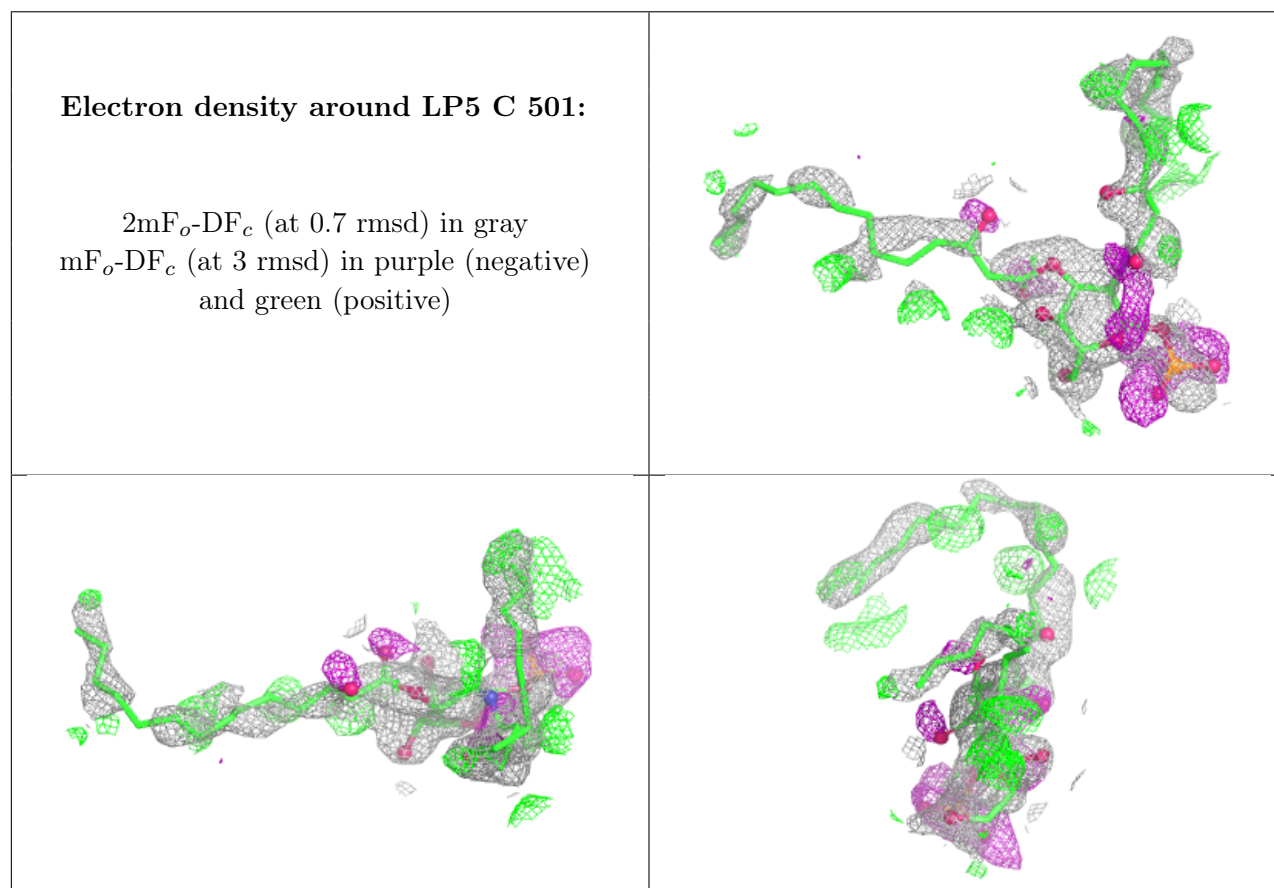 Electron density around LP5 C 501:
2mFₒ-DF𝒸 (at 0.7 rmsd) in gray
mFₒ-DF𝒸 (at 3 rmsd) in purple (negative)
and green (positive)